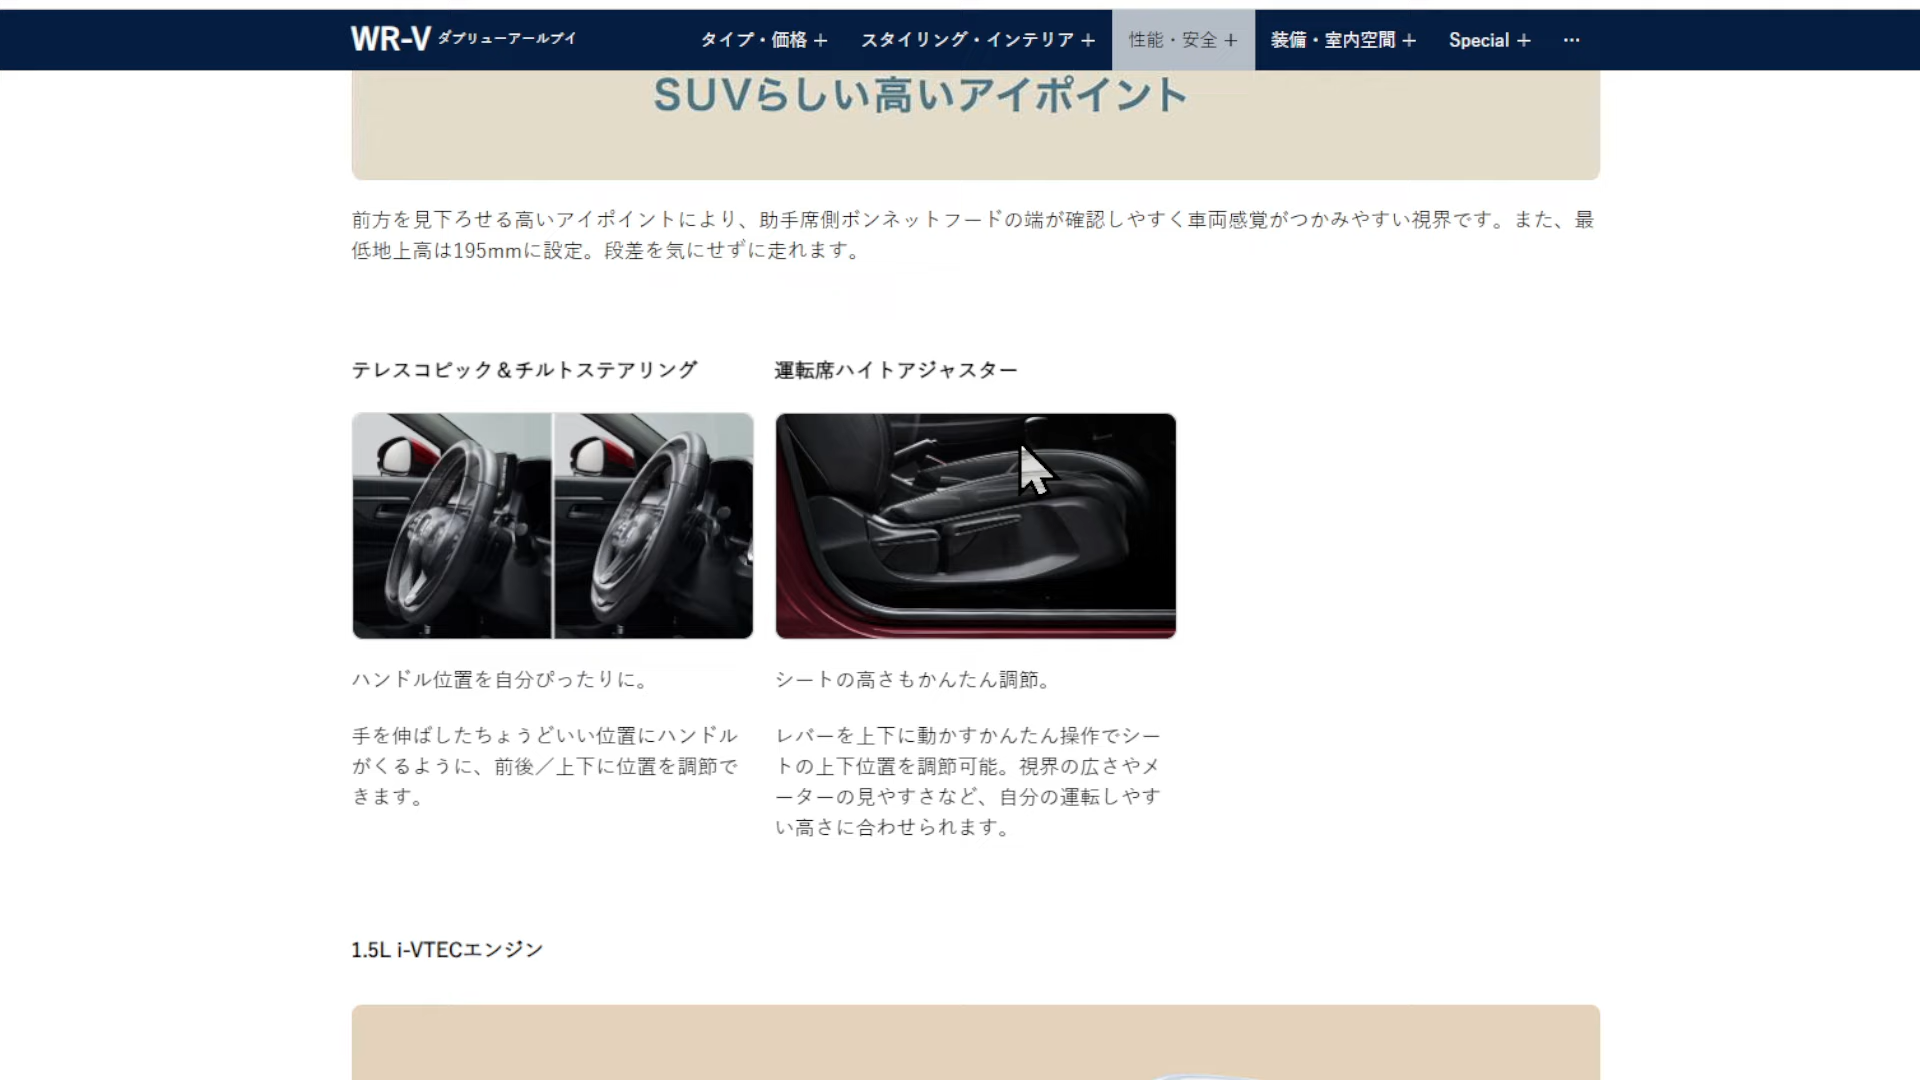 WR-V ダブリューアールブイ タイプ・価格 + スタイリング・インテリア + 性能・安全 + 装備・室内空間 + Special + ···
SUVらしい高いアイポイント
前方を見下ろせる高いアイポイントにより、助手席側ボンネットフードの端が確認しやすく車両感覚がつかみやすい視界です。また、最
低地上高は195mmに設定。段差を気にせずに走れます。
テレスコピック＆チルトステアリング
ハンドル位置を自分ぴったりに。
手を伸ばしたちょうどいい位置にハンドル
がくるように、前後／上下に位置を調節で
きます。
運転席ハイトアジャスター
シートの高さもかんたん調節。
レバーを上下に動かすかんたん操作でシー
トの上下位置を調節可能。視界の広さやメ
ーターの見やすさなど、自分の運転しやす
い高さに合わせられます。
1.5L i-VTECエンジン